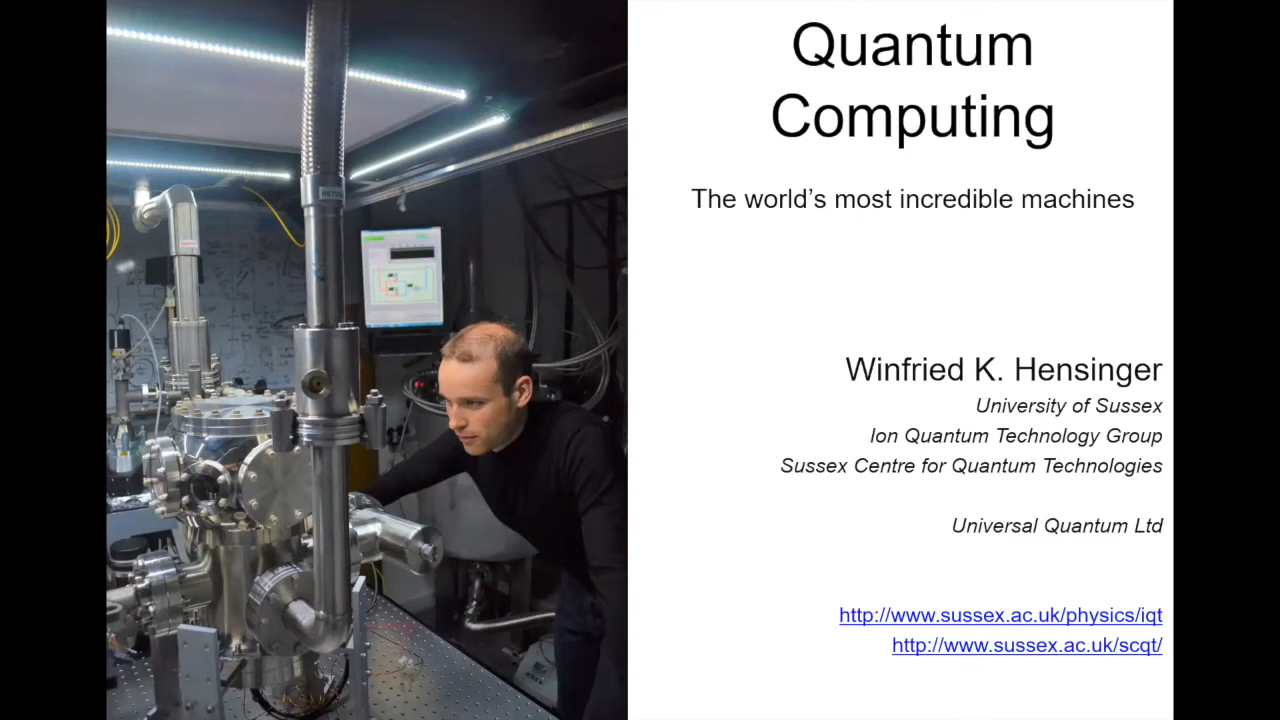 Quantum
Computing
The world's most incredible machines
Winfried K. Hensinger
University of Sussex
Ion Quantum Technology Group
Sussex Centre for Quantum Technologies
Universal Quantum Ltd
http://www.sussex.ac.uk/physics/iqt
http://www.sussex.ac.uk/scqt/